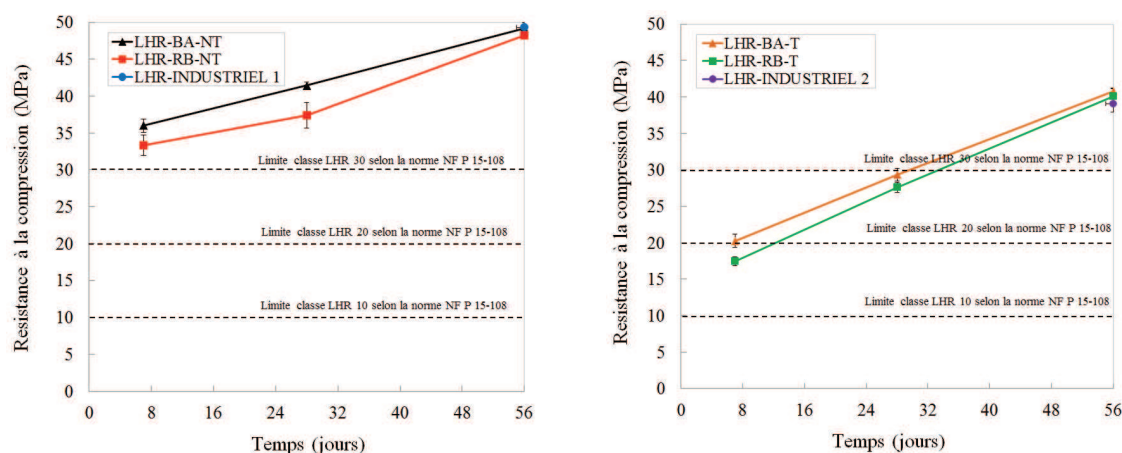 50
45
40
35
30
25
20
15
10
5
0
Resistance à la compression (MPa)
LHR-BA-NT
LHR-RB-NT
LHR-INDUSTRIEL 1
Limite classe LHR 30 selon la norme NF P 15-108
Limite classe LHR 20 selon la norme NF P 15-108
Limite classe LHR 10 selon la norme NF P 15-108
0 8 16 24 32 40 48 56
Temps (jours)
50
45
40
35
30
25
20
15
10
5
0
Resistance à la compression (MPa)
LHR-BA-T
LHR-RB-T
LHR-INDUSTRIEL 2
Limite classe LHR 30 selon la norme NF P 15-108
Limite classe LHR 20 selon la norme NF P 15-108
Limite classe LHR 10 selon la norme NF P 15-108
0 8 16 24 32 40 48 56
Temps (jours)